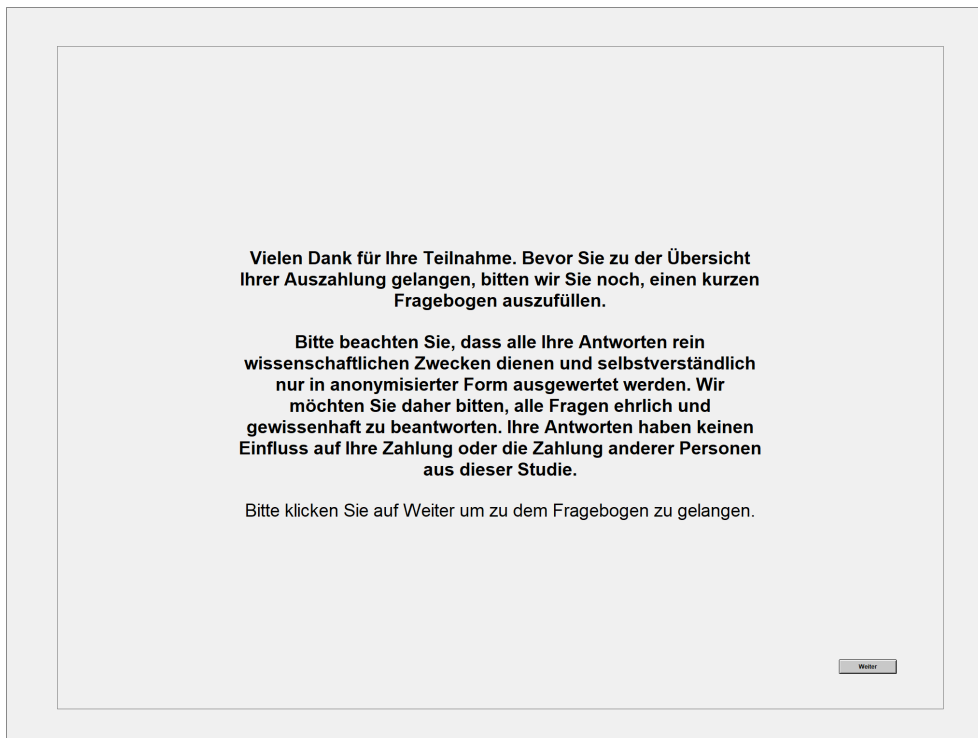 Vielen Dank für Ihre Teilnahme. Bevor Sie zu der Übersicht
Ihrer Auszahlung gelangen, bitten wir Sie noch, einen kurzen
Fragebogen auszufüllen.
Bitte beachten Sie, dass alle Ihre Antworten rein
wissenschaftlichen Zwecken dienen und selbstverständlich
nur in anonymisierter Form ausgewertet werden. Wir
möchten Sie daher bitten, alle Fragen ehrlich und
gewissenhaft zu beantworten. Ihre Antworten haben keinen
Einfluss auf Ihre Zahlung oder die Zahlung anderer Personen
aus dieser Studie.
Bitte klicken Sie auf Weiter um zu dem Fragebogen zu gelangen.
Weiter